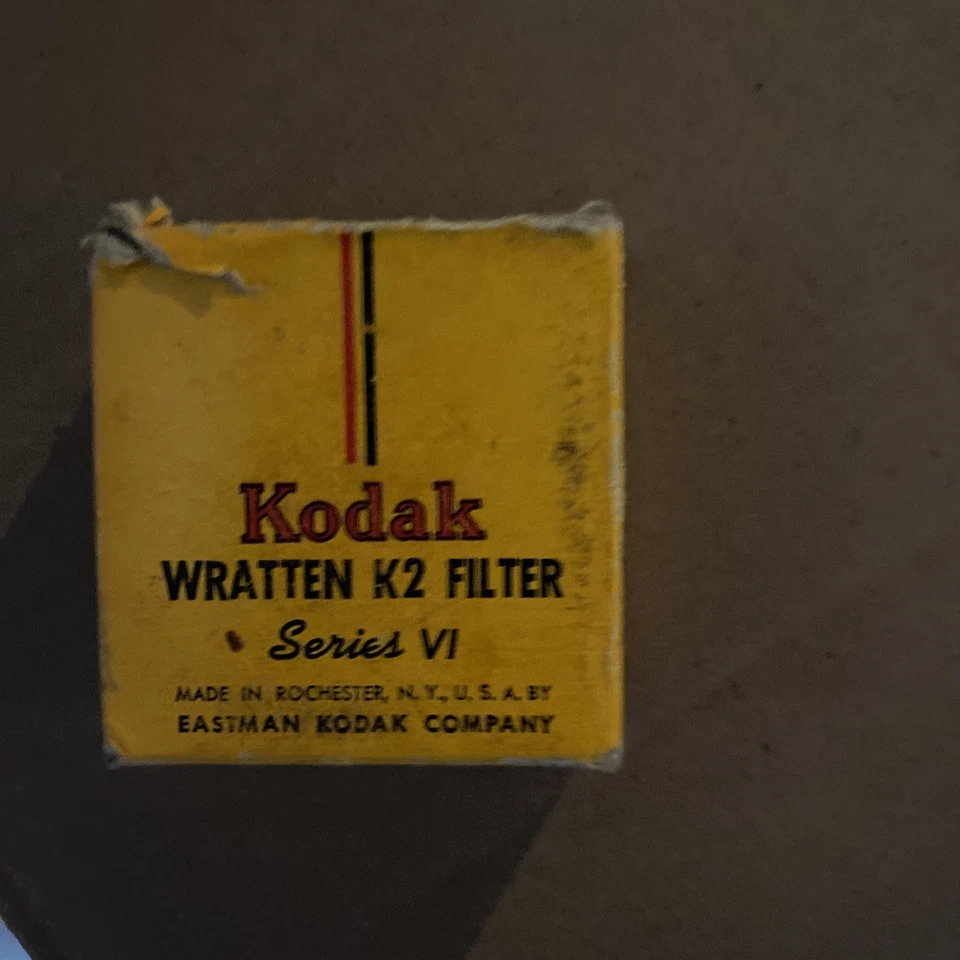 Kodak
WRATTEN K2 FILTER
Series VI
MADE IN ROCHESTER, N. Y., U. S. A. BY
EASTMAN KODAK COMPANY